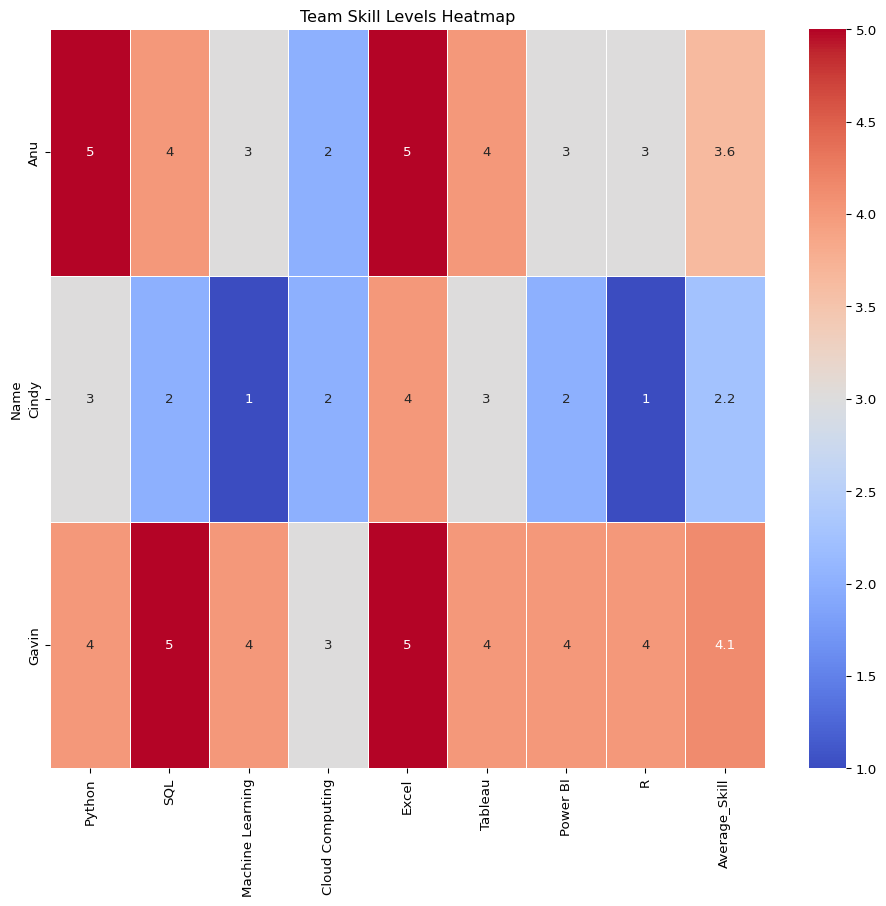 Team Skill Levels Heatmap
Name
Anu
5 4 3 2 5 4 3 3 3.6
Cindy
3 2 1 2 4 3 2 1 2.2
Gavin
4 5 4 3 5 4 4 4 4.1
Python
SQL
Machine Learning
Cloud Computing
Excel
Tableau
Power BI
R
Average_Skill
5.0
4.5
4.0
3.5
3.0
2.5
2.0
1.5
1.0